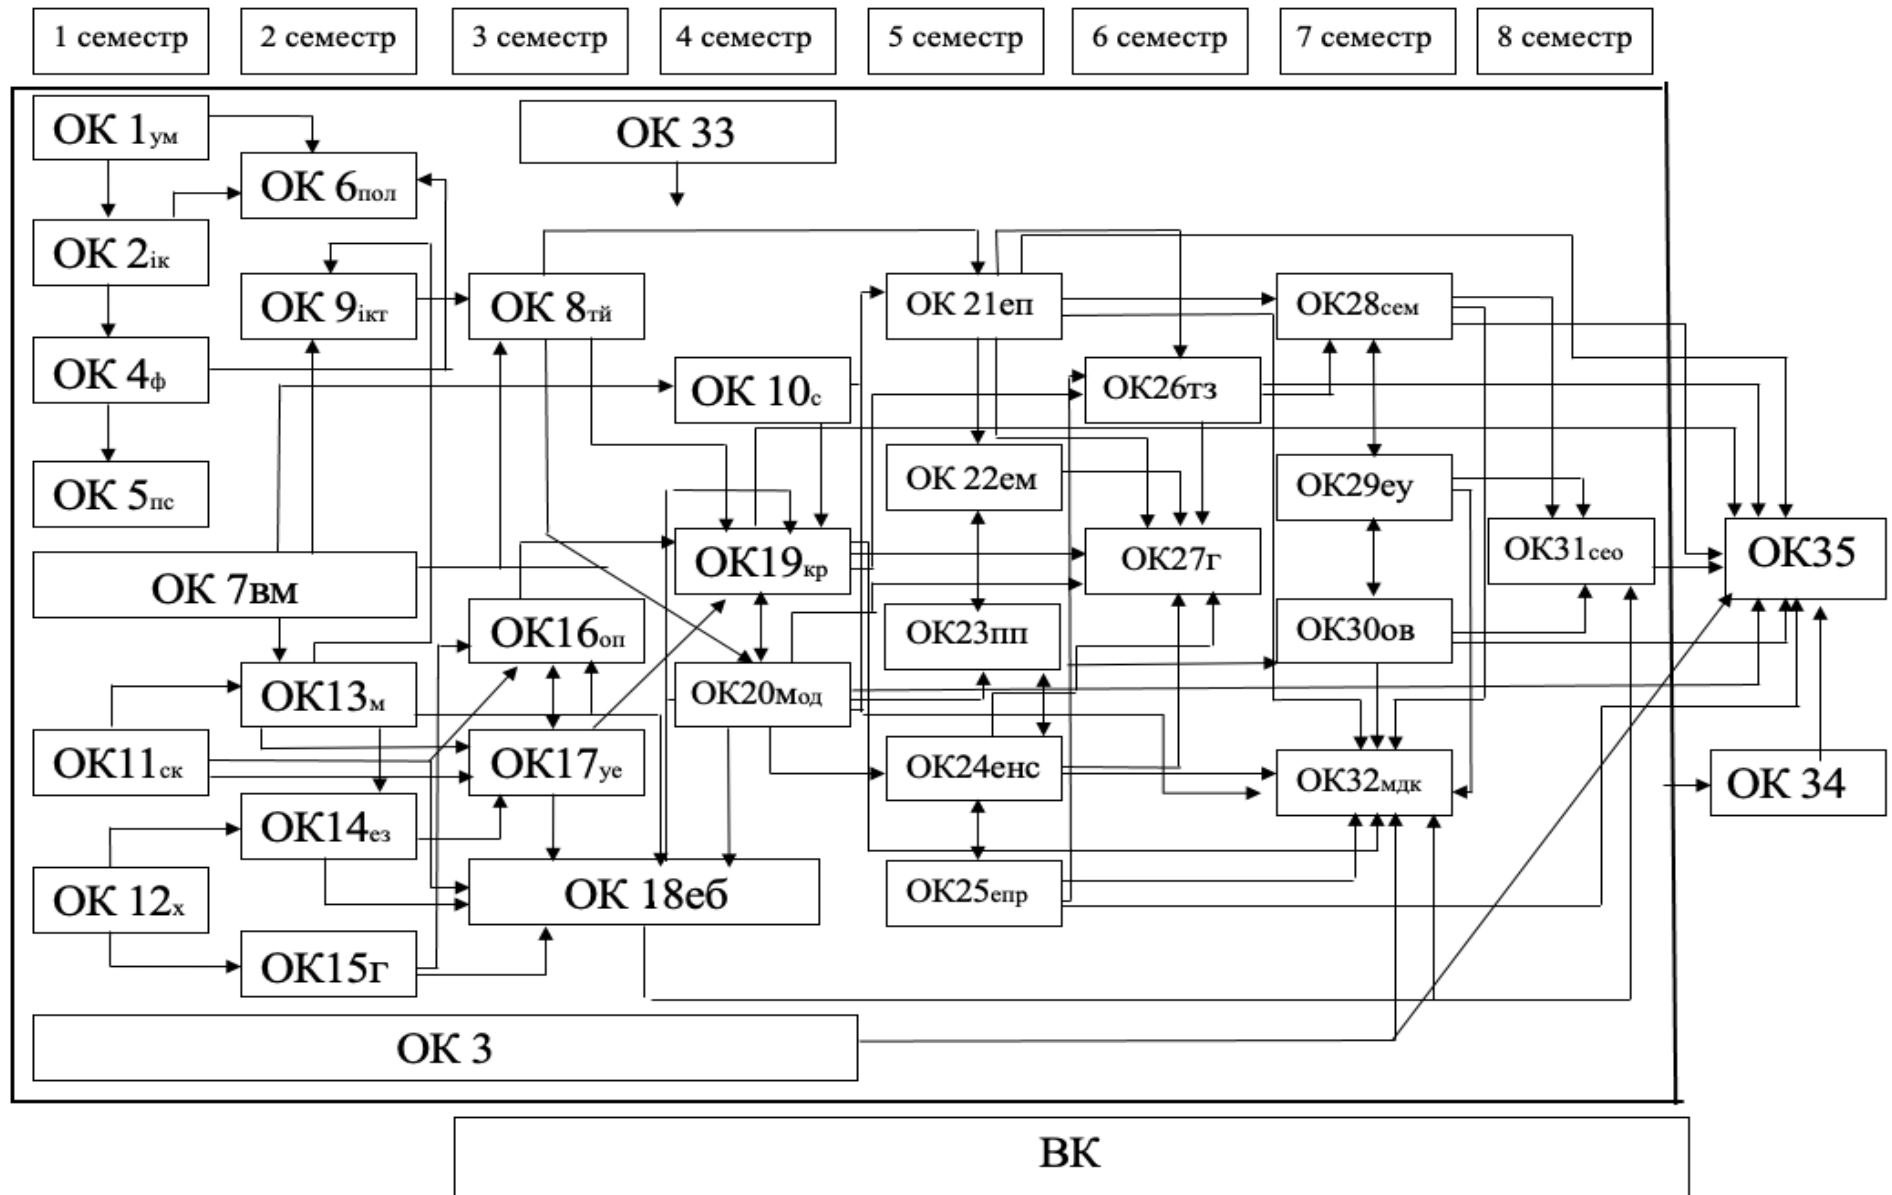 1 семестр
2 семестр
3 семестр
4 семестр
5 семестр
6 семестр
7 семестр
8 семестр
ОК 1ум
ОК 33
ОК 6пол
ОК 2ік
ОК 9ікт
ОК 8тй
ОК 21еп
ОК28сем
ОК 4ф
ОК 10с
ОК26тз
ОК 5пс
ОК 22ем
ОК29еу
ОК19кр
ОК27г
ОК31сео
ОК35
ОК 7вм
ОК16оп
ОК23пп
ОК30ов
ОК13м
ОК20мод
ОК11ск
ОК17уе
ОК24енс
ОК32мдк
ОК 34
ОК14ез
ОК 12х
ОК 18еб
ОК25епр
ОК15г
ОК 3
ВК